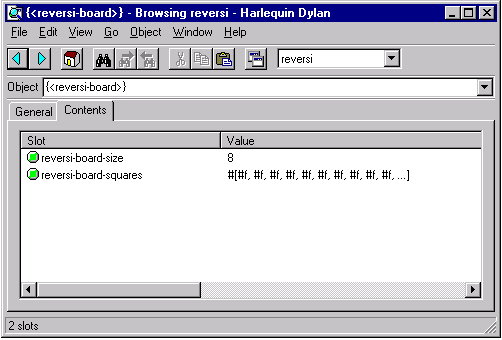 {<reversi-board>} - Browsing reversi - Harlequin Dylan
File Edit View Go Object Window Help
reversi
Object {<reversi-board>}
General Contents
Slot Value
reversi-board-size 8
reversi-board-squares #[#f, #f, #f, #f, #f, #f, #f, #f, #f, #f, ...]
2 slots